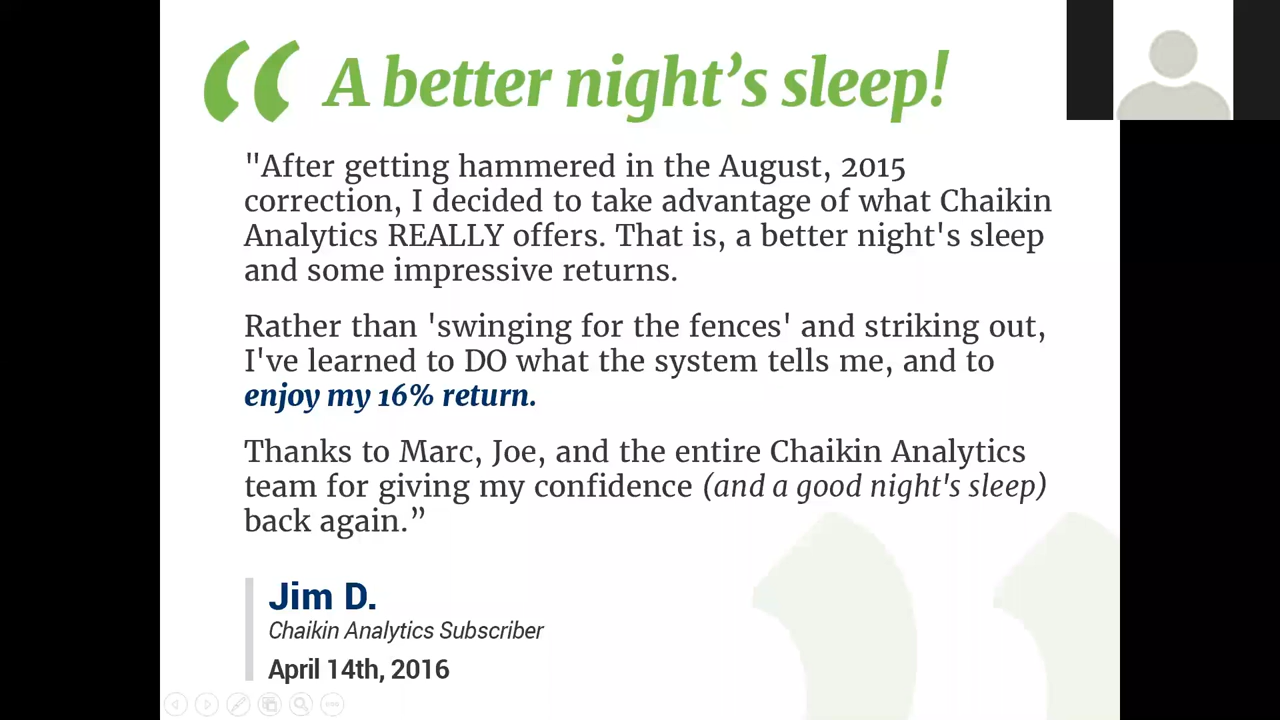 “A better night’s sleep!
"After getting hammered in the August, 2015
correction, I decided to take advantage of what Chaikin
Analytics REALLY offers. That is, a better night's sleep
and some impressive returns.
Rather than 'swinging for the fences' and striking out,
I've learned to DO what the system tells me, and to
enjoy my 16% return.
Thanks to Marc, Joe, and the entire Chaikin Analytics
team for giving my confidence (and a good night's sleep)
back again.”
Jim D.
Chaikin Analytics Subscriber
April 14th, 2016